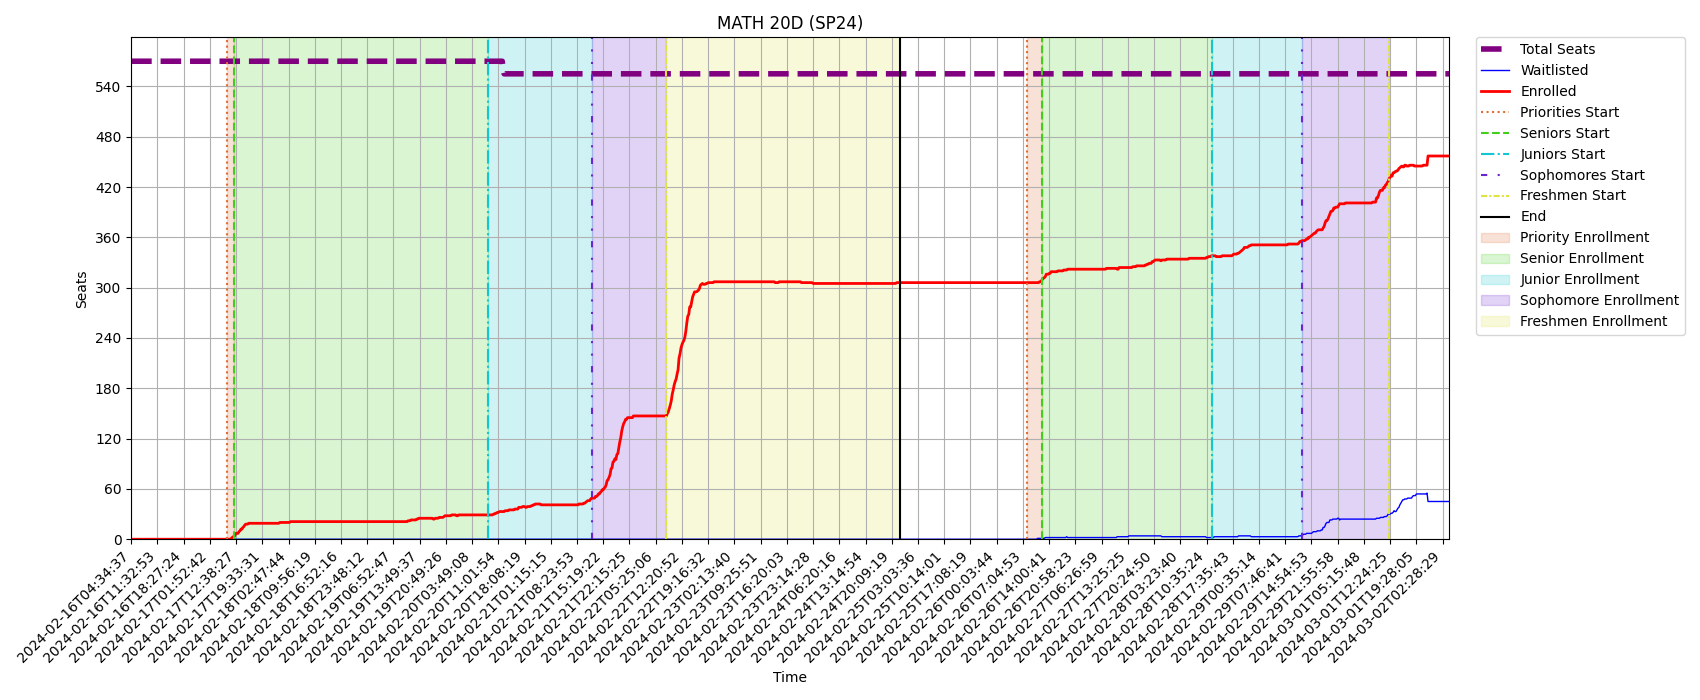 MATH 20D (SP24)
Seats
540
480
420
360
300
240
180
120
60
0
2024-02-16T04:34:37
2024-02-16T11:32:53
2024-02-16T18:27:24
2024-02-17T01:52:42
2024-02-17T12:38:27
2024-02-17T19:33:31
2024-02-18T02:47:44
2024-02-18T09:56:19
2024-02-18T16:52:16
2024-02-18T23:48:12
2024-02-19T06:52:47
2024-02-19T13:49:37
2024-02-19T20:49:26
2024-02-20T03:49:08
2024-02-20T11:01:54
2024-02-20T18:08:19
2024-02-21T01:15:15
2024-02-21T08:23:53
2024-02-21T15:19:22
2024-02-21T22:15:25
2024-02-22T05:25:06
2024-02-22T12:20:52
2024-02-22T19:16:32
2024-02-23T02:13:40
2024-02-23T09:25:51
2024-02-23T16:20:03
2024-02-23T23:14:28
2024-02-24T06:20:16
2024-02-24T13:14:54
2024-02-24T20:09:19
2024-02-25T03:03:36
2024-02-25T10:14:01
2024-02-25T17:08:19
2024-02-26T00:03:44
2024-02-26T07:04:53
2024-02-26T14:00:41
2024-02-26T20:58:23
2024-02-27T06:26:59
2024-02-27T13:25:25
2024-02-27T20:24:50
2024-02-28T03:23:40
2024-02-28T10:35:24
2024-02-28T17:35:43
2024-02-29T00:35:14
2024-02-29T07:46:41
2024-02-29T14:54:53
2024-02-29T21:55:58
2024-03-01T05:15:48
2024-03-01T12:24:25
2024-03-01T19:28:05
2024-03-02T02:28:29
Time
Total Seats
Waitlisted
Enrolled
Priorities Start
Seniors Start
Juniors Start
Sophomores Start
Freshmen Start
End
Priority Enrollment
Senior Enrollment
Junior Enrollment
Sophomore Enrollment
Freshmen Enrollment